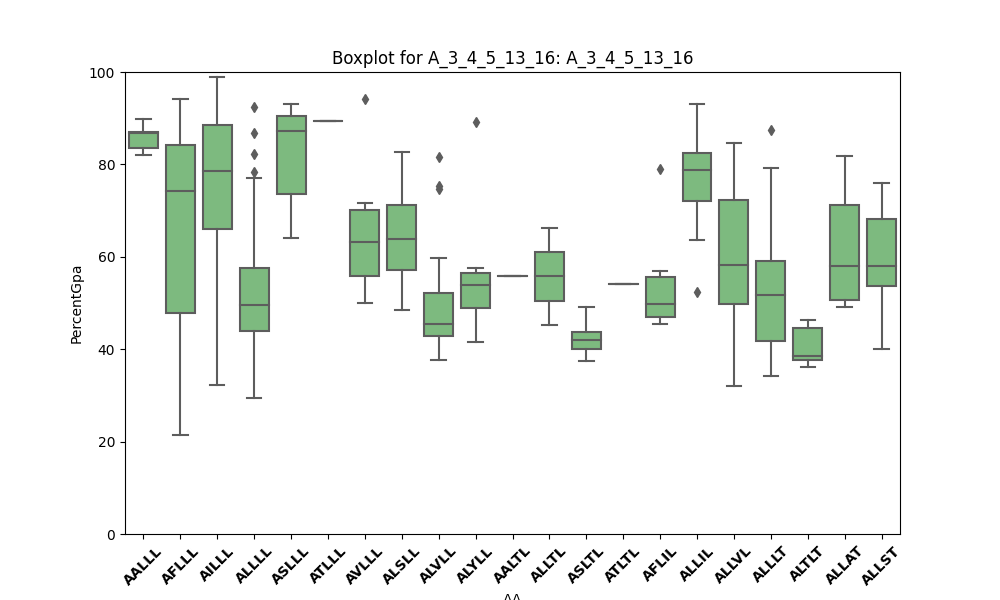 Boxplot for A_3_4_5_13_16: A_3_4_5_13_16
PercentGpa
100
80
60
40
20
0
AALLL AFLLL AILLL ALLLL ASLLL ATLLL AVLLL ALSLL ALVLL ALYLL AALTL ALLTL ASLTL ATLTL AFLIL ALLIL ALLVL ALLLT ALTLT ALLAT ALLST
AA